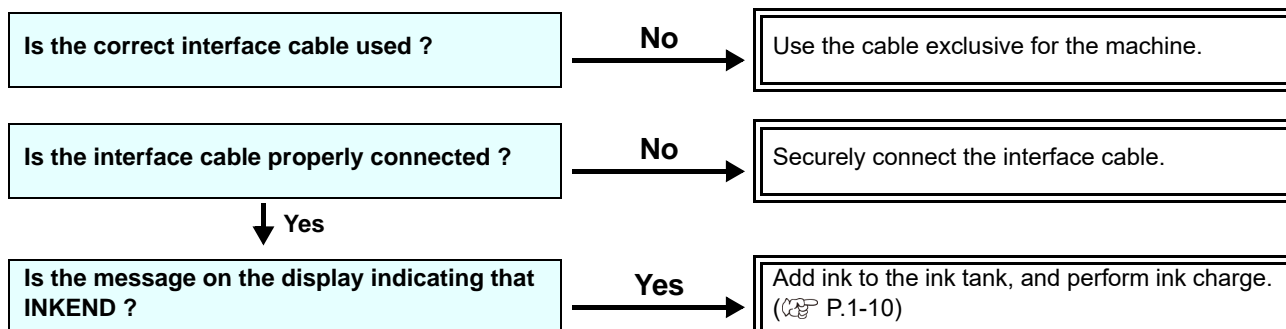 Is the correct interface cable used ?
No
Use the cable exclusive for the machine.
Is the interface cable properly connected ?
No
Securely connect the interface cable.
Yes
Is the message on the display indicating that
INKEND ?
Yes
Add ink to the ink tank, and perform ink charge.
(☞ P.1-10)